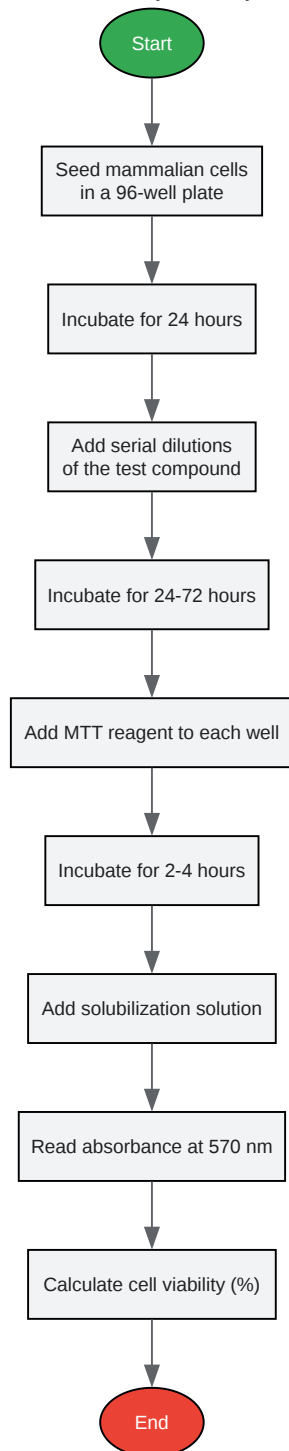 Start
Seed mammalian cells
in a 96-well plate
Incubate for 24 hours
Add serial dilutions
of the test compound
Incubate for 24-72 hours
Add MTT reagent to each well
Incubate for 2-4 hours
Add solubilization solution
Read absorbance at 570 nm
Calculate cell viability (%)
End